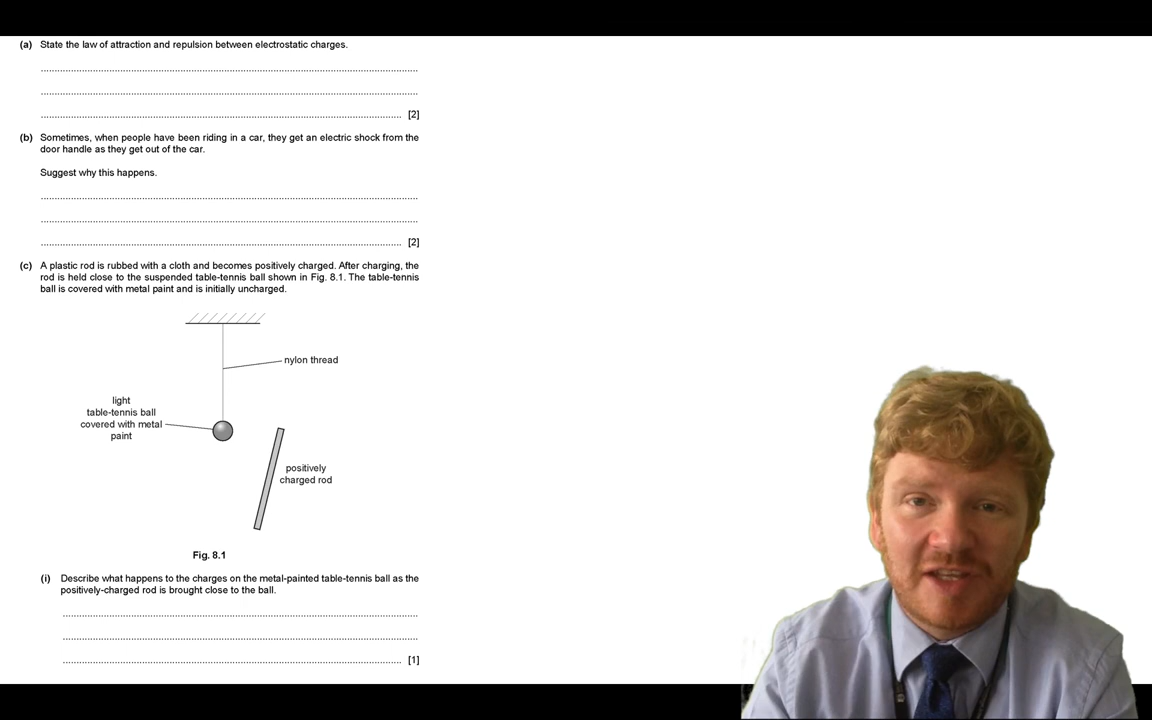 (a) State the law of attraction and repulsion between electrostatic charges.
................................................................................
................................................................................
................................................................................ [2]
(b) Sometimes, when people have been riding in a car, they get an electric shock from the
door handle as they get out of the car.
Suggest why this happens.
................................................................................
................................................................................
................................................................................ [2]
(c) A plastic rod is rubbed with a cloth and becomes positively charged. After charging, the
rod is held close to the suspended table-tennis ball shown in Fig. 8.1. The table-tennis
ball is covered with metal paint and is initially uncharged.
nylon thread
light
table-tennis ball
covered with metal
paint
positively
charged rod
Fig. 8.1
(i) Describe what happens to the charges on the metal-painted table-tennis ball as the
positively-charged rod is brought close to the ball.
................................................................................
................................................................................
................................................................................ [1]